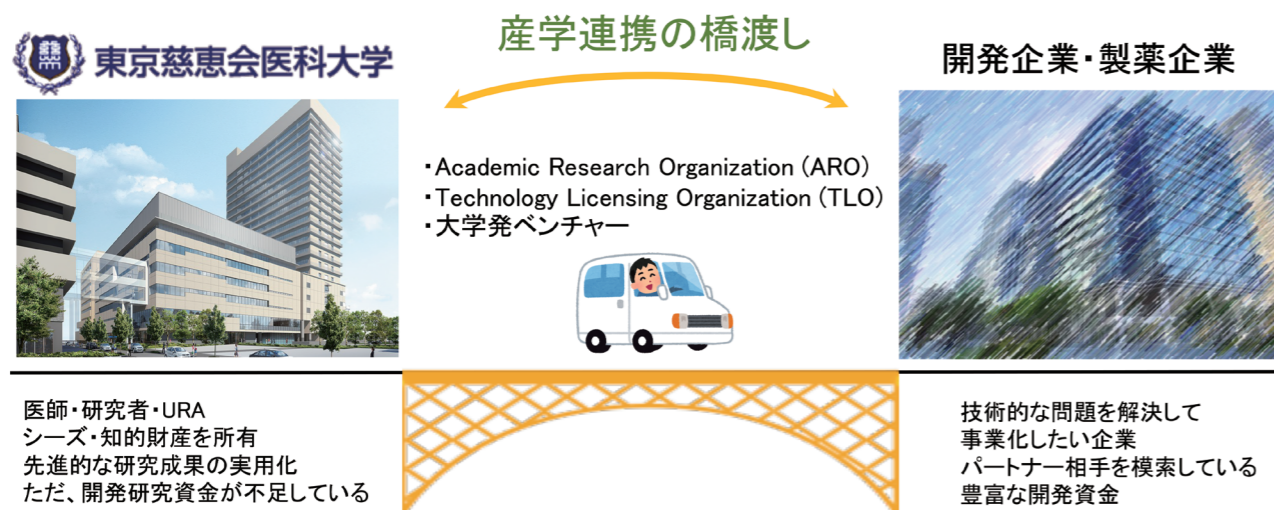 東京慈恵会医科大学
産学連携の橋渡し
開発企業・製薬企業
・Academic Research Organization (ARO)
・Technology Licensing Organization (TLO)
・大学発ベンチャー
医師・研究者・URA
シーズ・知的財産を所有
先進的な研究成果の実用化
ただ、開発研究資金が不足している
技術的な問題を解決して
事業化したい企業
パートナー相手を模索している
豊富な開発資金